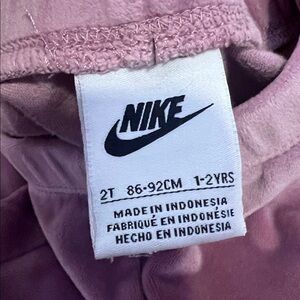 NIKE
2T 86-92CM 1-2YRS
MADE IN INDONESIA
FABRIQUÉ EN INDONÉSIE
HECHO EN INDONESIA